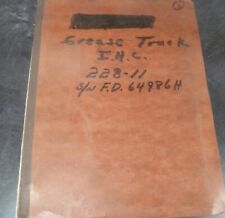 Grease Truck
I.H.C.
228-11
S/N F.D. 64986H